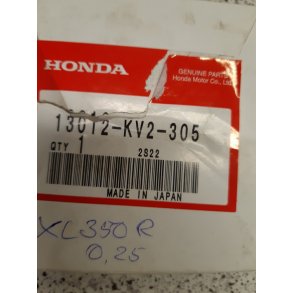 HONDA
GENUINE PARTS
Honda Motor Co., Ltd.
13012-KV2-305
QTY
1
2S22
MADE IN JAPAN
XL350R
0,25